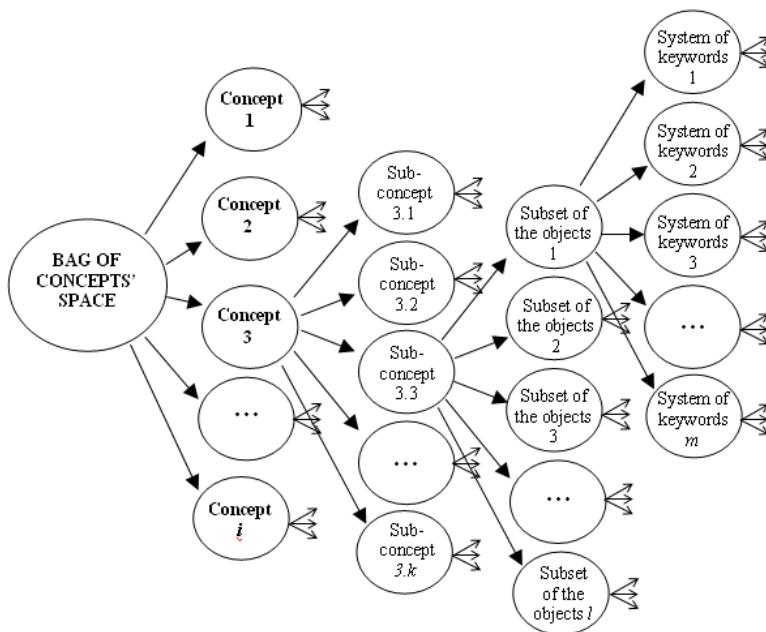 BAG OF
CONCEPTS'
SPACE
Concept
1
Concept
2
Concept
3
...
Concept
i
Sub-
concept
3.1
Sub-
concept
3.2
Sub-
concept
3.3
...
Sub-
concept
3.k
Subset of
the objects
1
Subset of
the objects
2
Subset of
the objects
3
...
Subset
of the
objects l
System of
keywords
1
System of
keywords
2
System of
keywords
3
...
System of
keywords
m